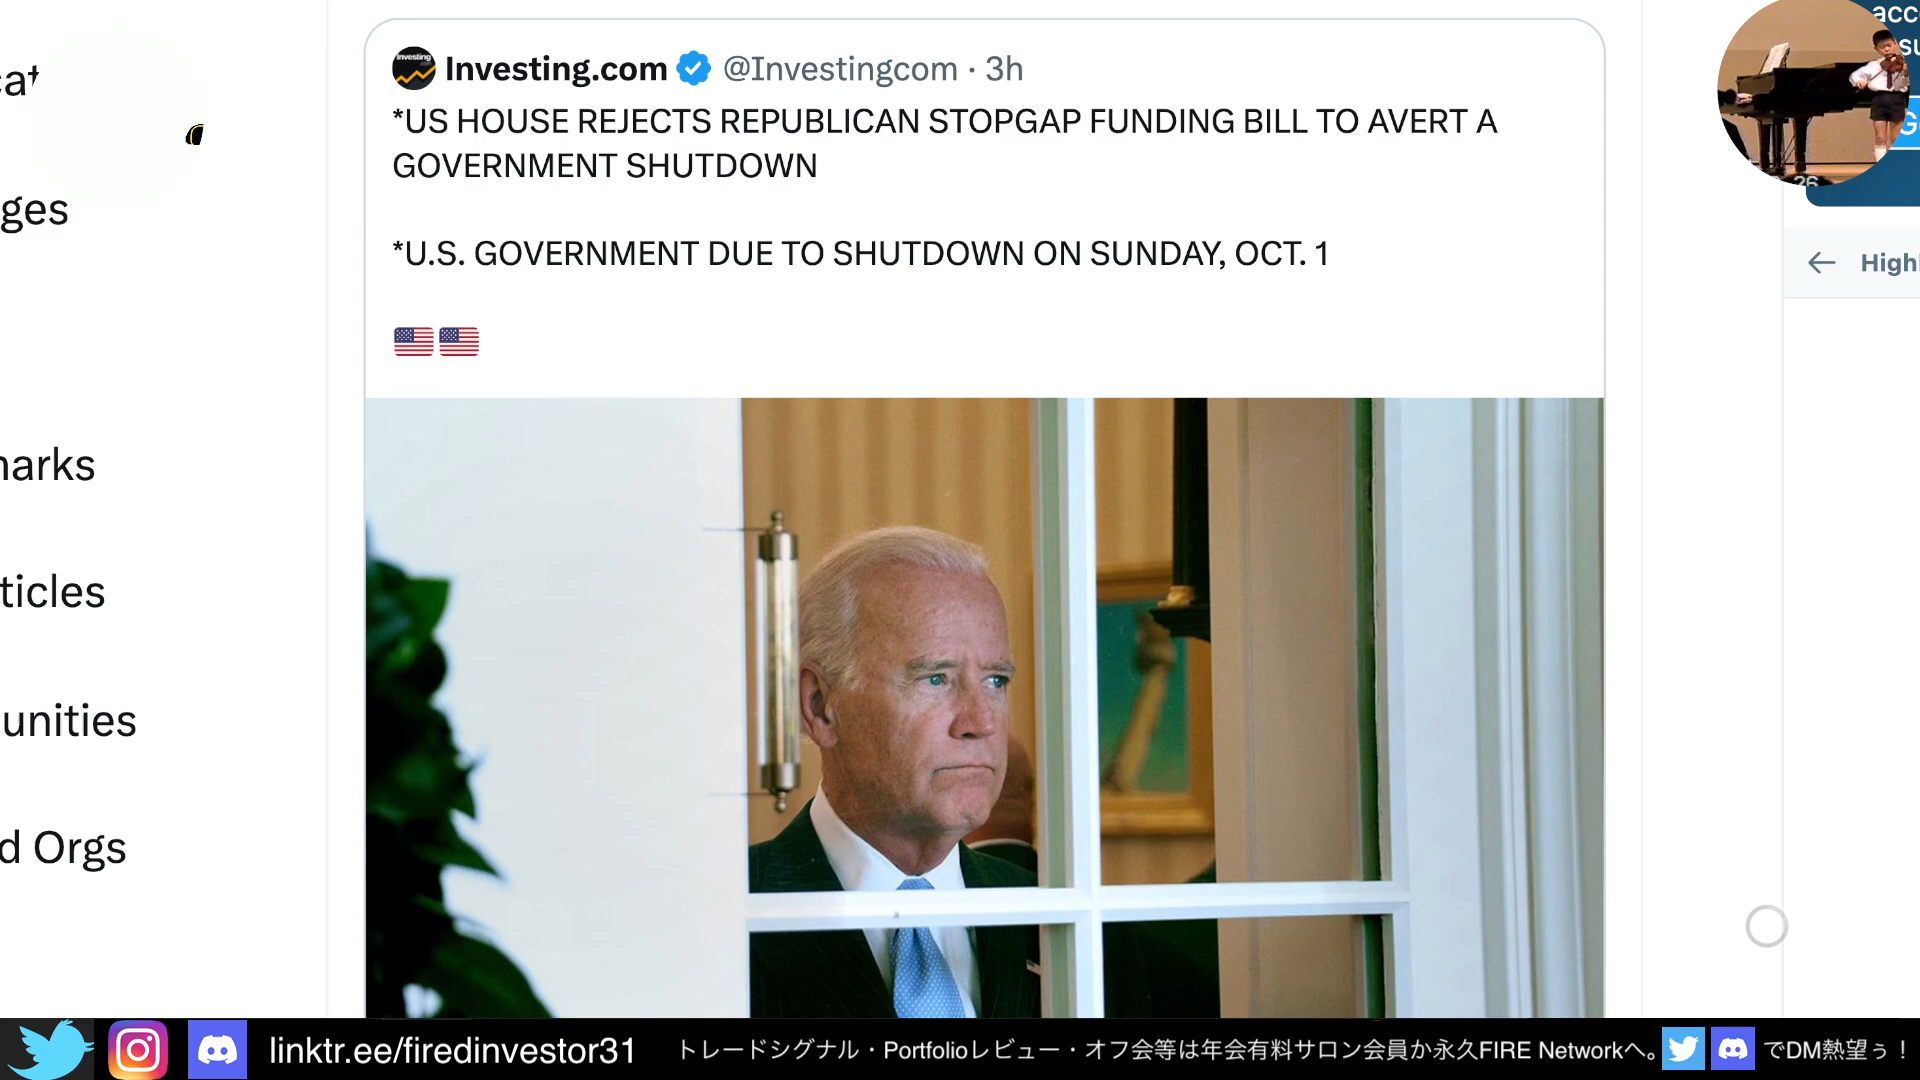 Investing.com @Investingcom · 3h
*US HOUSE REJECTS REPUBLICAN STOPGAP FUNDING BILL TO AVERT A
GOVERNMENT SHUTDOWN
*U.S. GOVERNMENT DUE TO SHUTDOWN ON SUNDAY, OCT. 1
cat
ges
narks
ticles
unities
d Orgs
acc
su
G
26
High
linktr.ee/firedinvestor31
トレードシグナル・Portfolioレビュー・オフ会等は年会有料サロン会員か永久FIRE Networkへ。
でDM熱望ぅ！